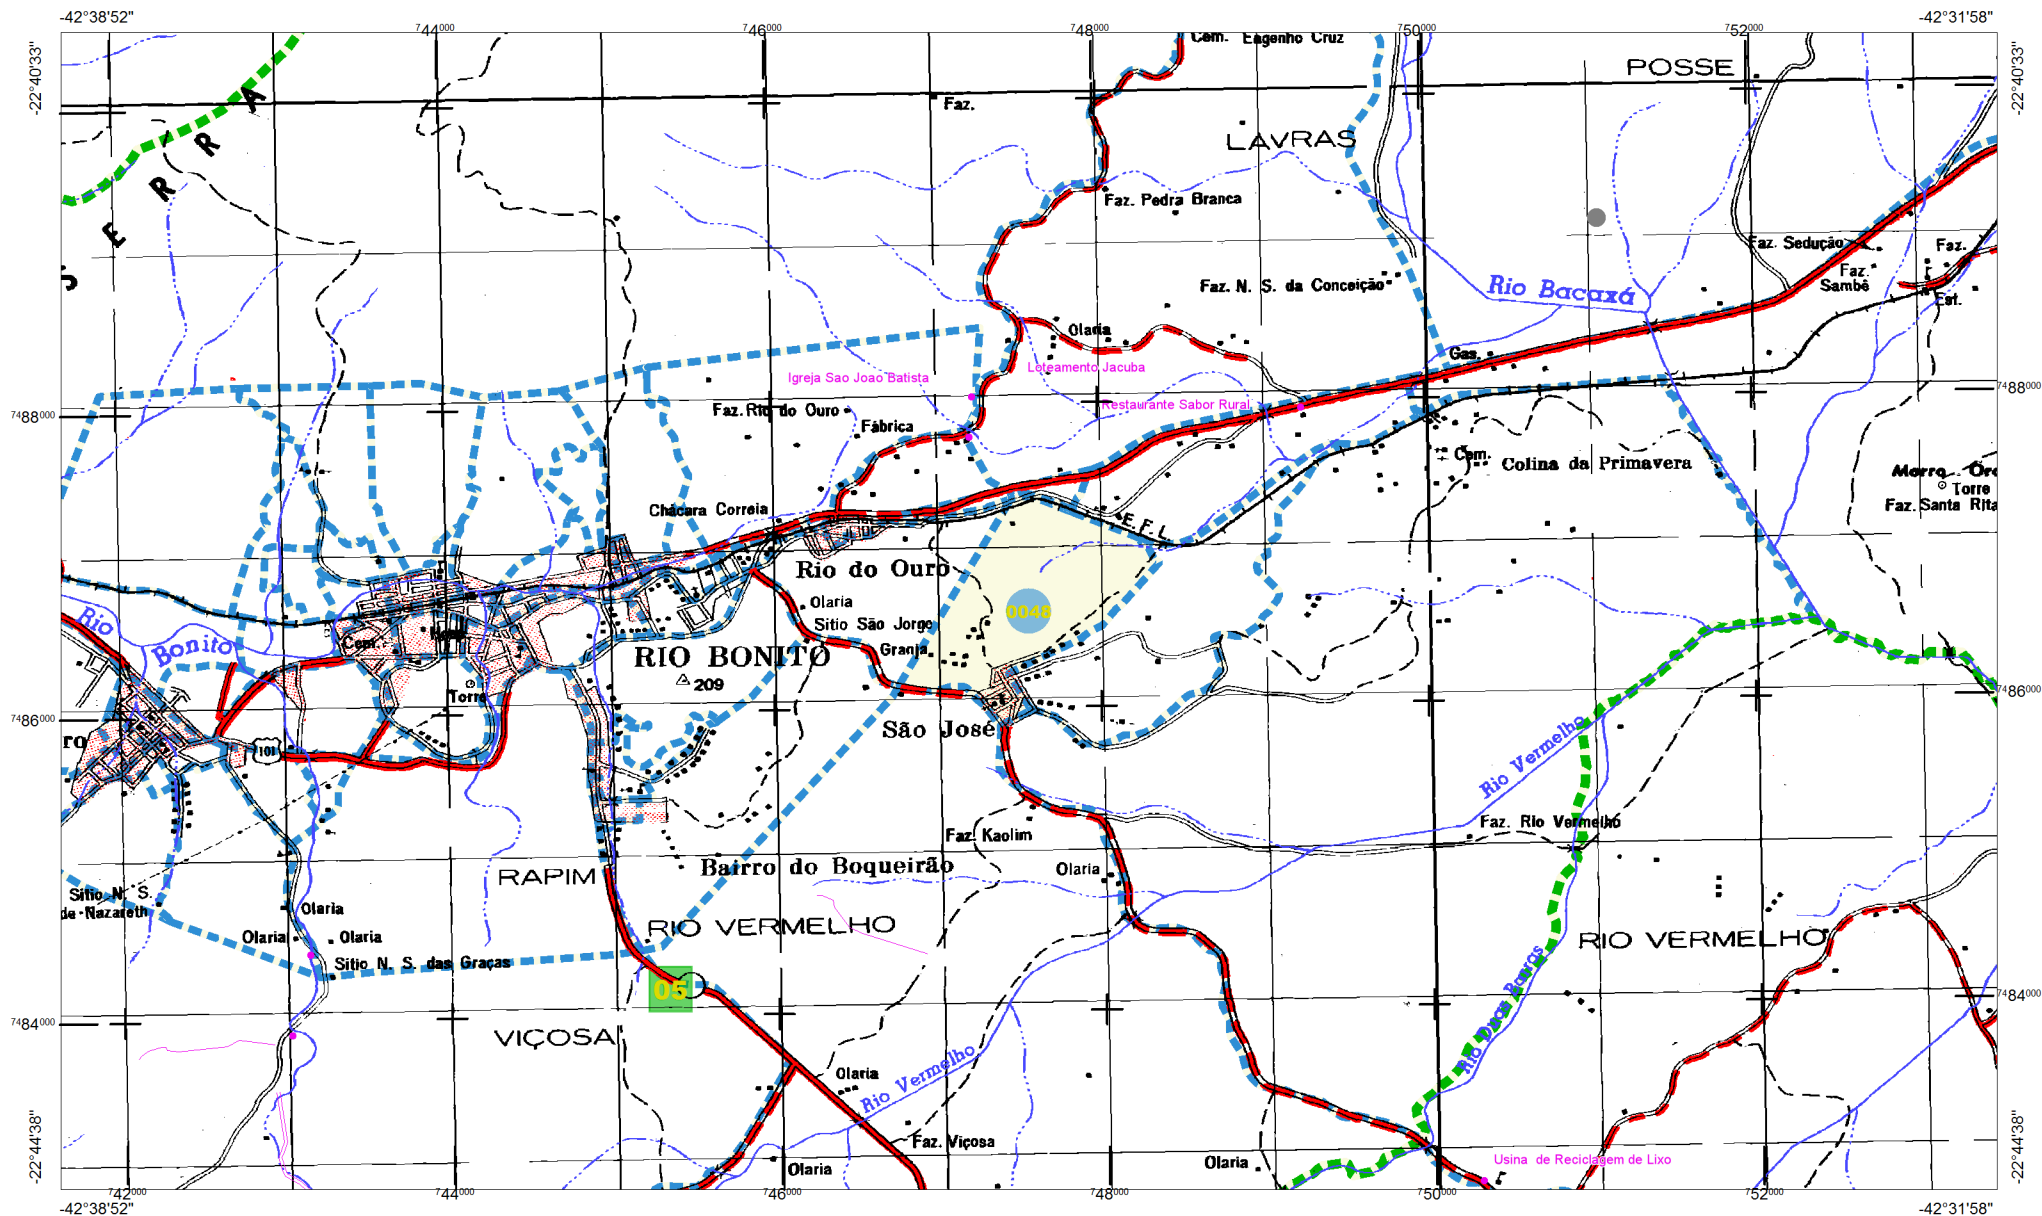 -42°38'52"
744000
746000
748000
750000
752000
-42°31'58"
-22°40'33"
-22°40'33"
Cem. Engenho Cruz
POSSE
Faz.
S E R R A
LAVRAS
Faz. Pedra Branca
Faz. Sedução
Faz.
Faz. Sambê
Est.
Faz. N. S. da Conceição
Rio Bacaxá
Olaria
Gas.
Igreja Sao Joao Batista
Loteamento Jacuba
Restaurante Sabor Rural
7488000
7488000
Faz. Rio do Ouro
Fábrica
Cem.
Colina da Primavera
Morro
Torre
Faz. Santa Rita
Chácara Correia
E.F.L.
Rio do Ouro
Olaria
0048
Rio Bonito
Cem.
Sitio São Jorge
Granja
RIO BONITO
209
Torre
7486000
7486000
São José
ro
101
Rio Vermelho
Faz. Kaolim
Faz. Rio Vermelho
Bairro do Boqueirão
Olaria
RAPIM
Sitio N. S.
de Nazareth
Olaria
RIO VERMELHO
RIO VERMELHO
Olaria
Olaria
Sitio N. S. das Graças
05
Rio Duas Barras
7484000
7484000
VIÇOSA
Olaria
Rio Vermelho
Faz. Viçosa
Olaria
Olaria
Usina de Reciclagem de Lixo
-22°44'38"
-22°44'38"
742000
744000
746000
748000
750000
752000
-42°38'52"
-42°31'58"